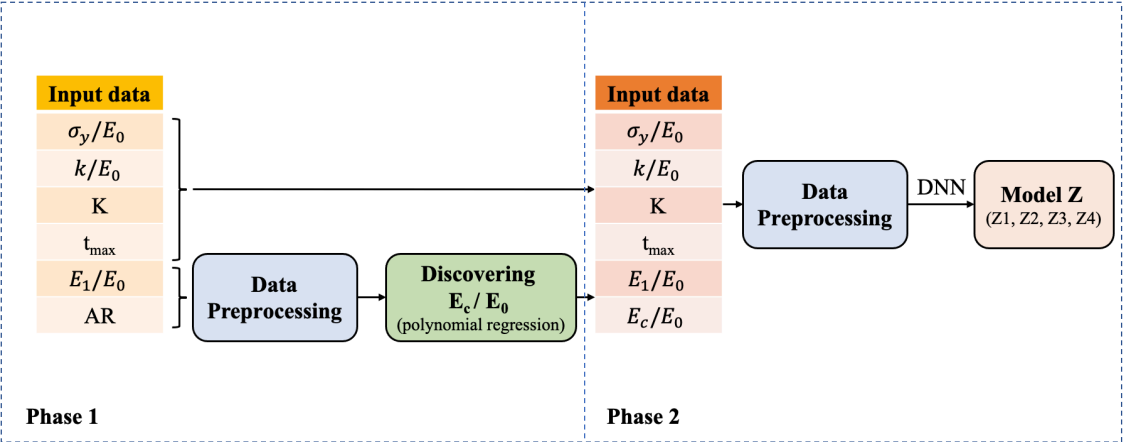 Input data
σy/E0
k/E0
K
tmax
E1/E0
AR
Data
Preprocessing
Discovering
Ec / E0
(polynomial regression)
Phase 1
Input data
σy/E0
k/E0
K
tmax
E1/E0
Ec/E0
Data
Preprocessing
DNN
Model Z
(Z1, Z2, Z3, Z4)
Phase 2